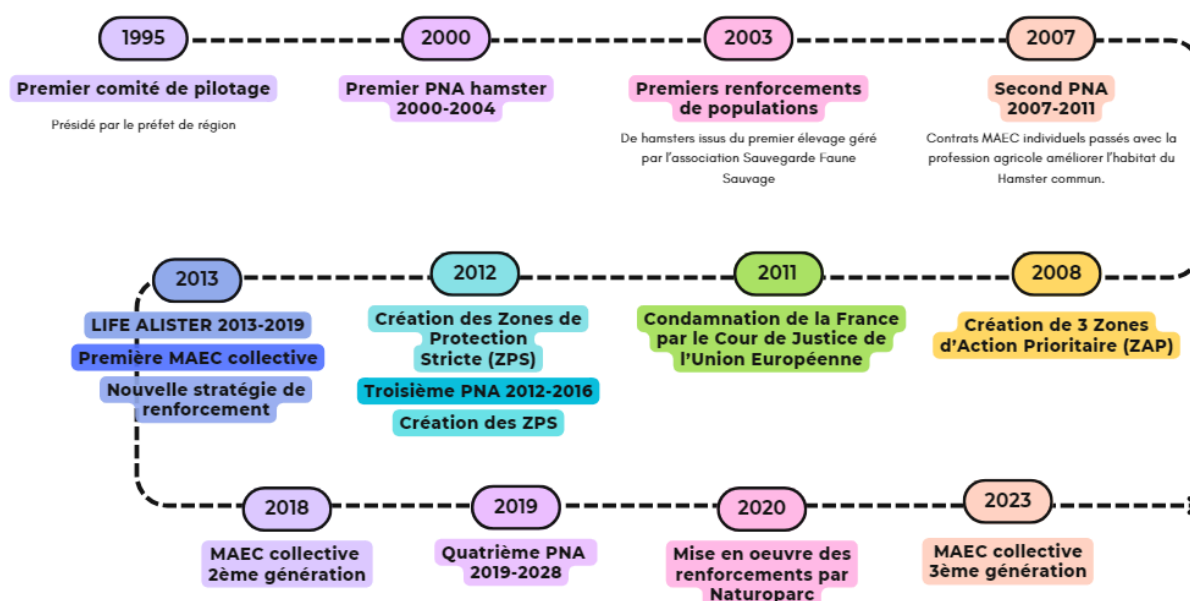 1995
Premier comité de pilotage
Présidé par le préfet de région
2000
Premier PNA hamster
2000-2004
2003
Premiers renforcements
de populations
De hamsters issus du premier élevage géré
par l'association Sauvegarde Faune
Sauvage
2007
Second PNA
2007-2011
Contrats MAEC individuels passés avec la
profession agricole améliorer l'habitat du
Hamster commun.
2008
Création de 3 Zones
d'Action Prioritaire (ZAP)
2011
Condamnation de la France
par le Cour de Justice de
l'Union Européenne
2012
Création des Zones de
Protection
Stricte (ZPS)
Troisième PNA 2012-2016
Création des ZPS
2013
LIFE ALISTER 2013-2019
Première MAEC collective
Nouvelle stratégie de
renforcement
2018
MAEC collective
2ème génération
2019
Quatrième PNA
2019-2028
2020
Mise en oeuvre des
renforcements par
Naturoparc
2023
MAEC collective
3ème génération